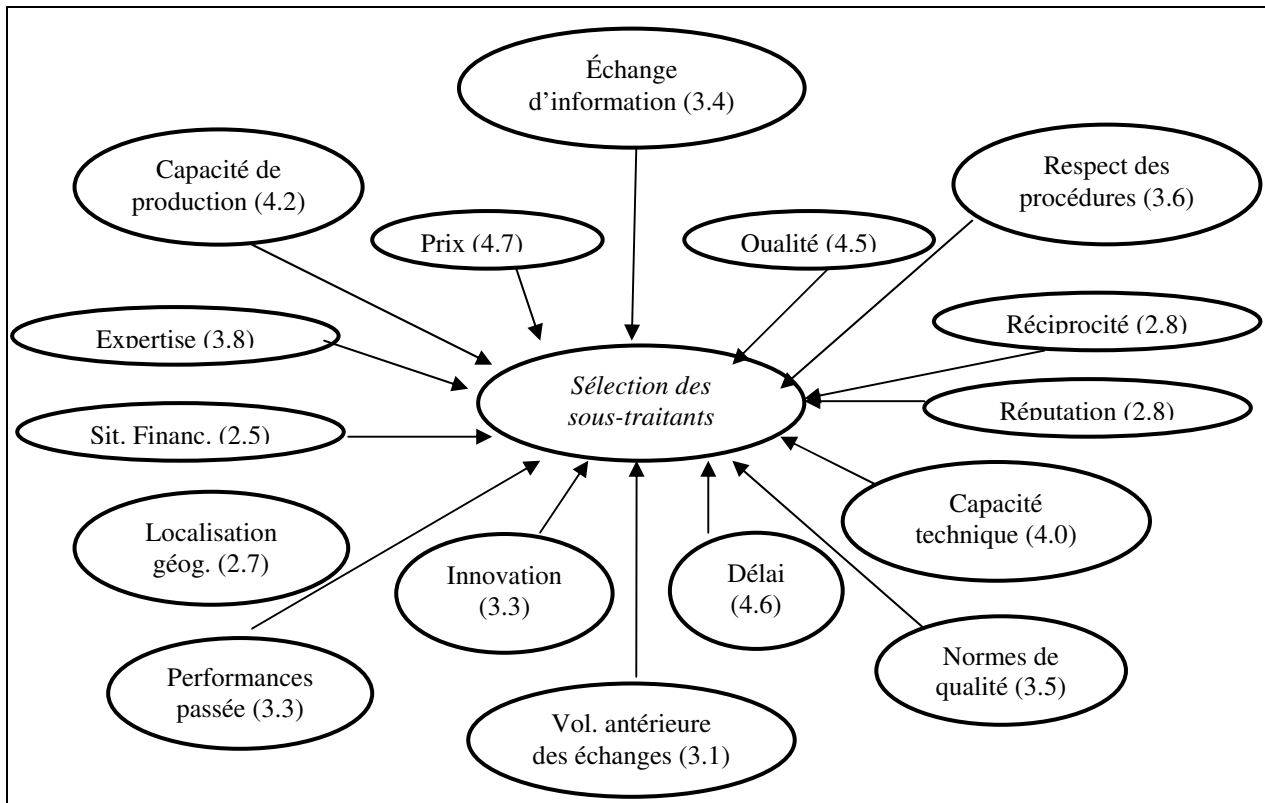 Échange
d’information (3.4)
Capacité de
production (4.2)
Respect des
procédures (3.6)
Prix (4.7)
Qualité (4.5)
Expertise (3.8)
Réciprocité (2.8)
Sélection des
sous-traitants
Sit. Financ. (2.5)
Réputation (2.8)
Localisation
géog. (2.7)
Capacité
technique (4.0)
Innovation
(3.3)
Délai
(4.6)
Performances
passée (3.3)
Normes de
qualité (3.5)
Vol. antérieure
des échanges (3.1)